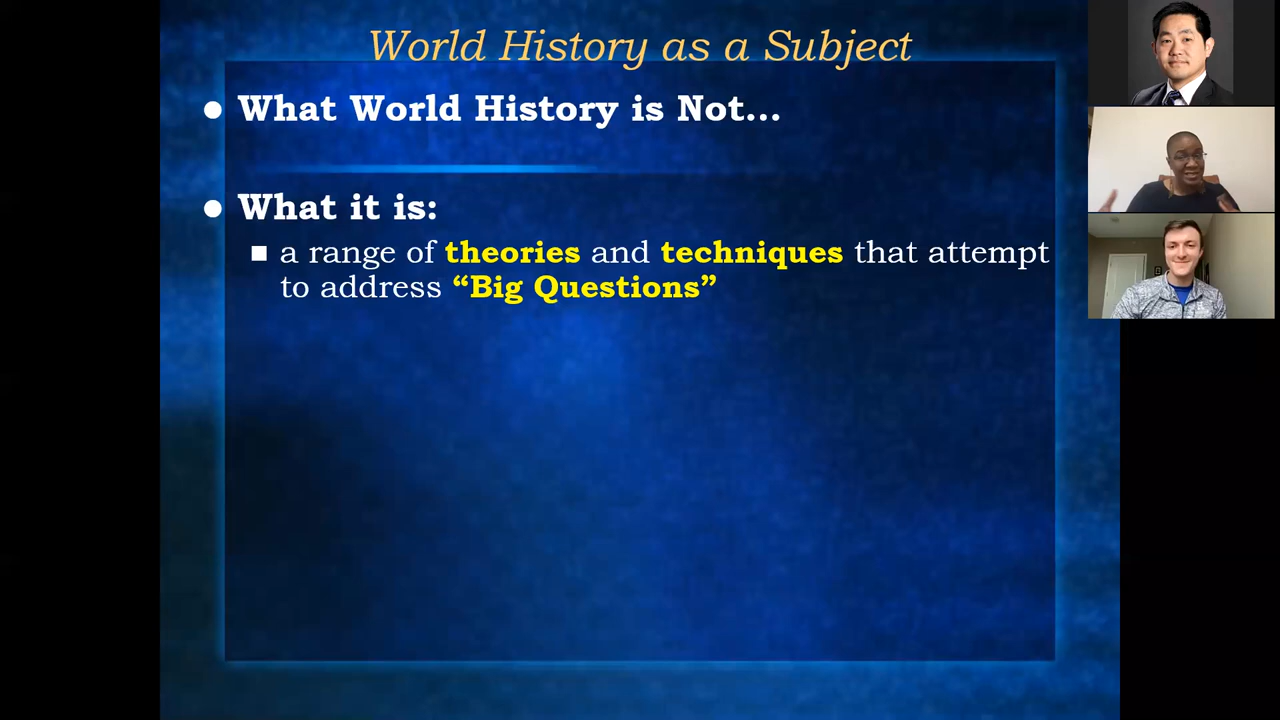 World History as a Subject
• What World History is Not…
• What it is:
▪ a range of theories and techniques that attempt
to address “Big Questions”